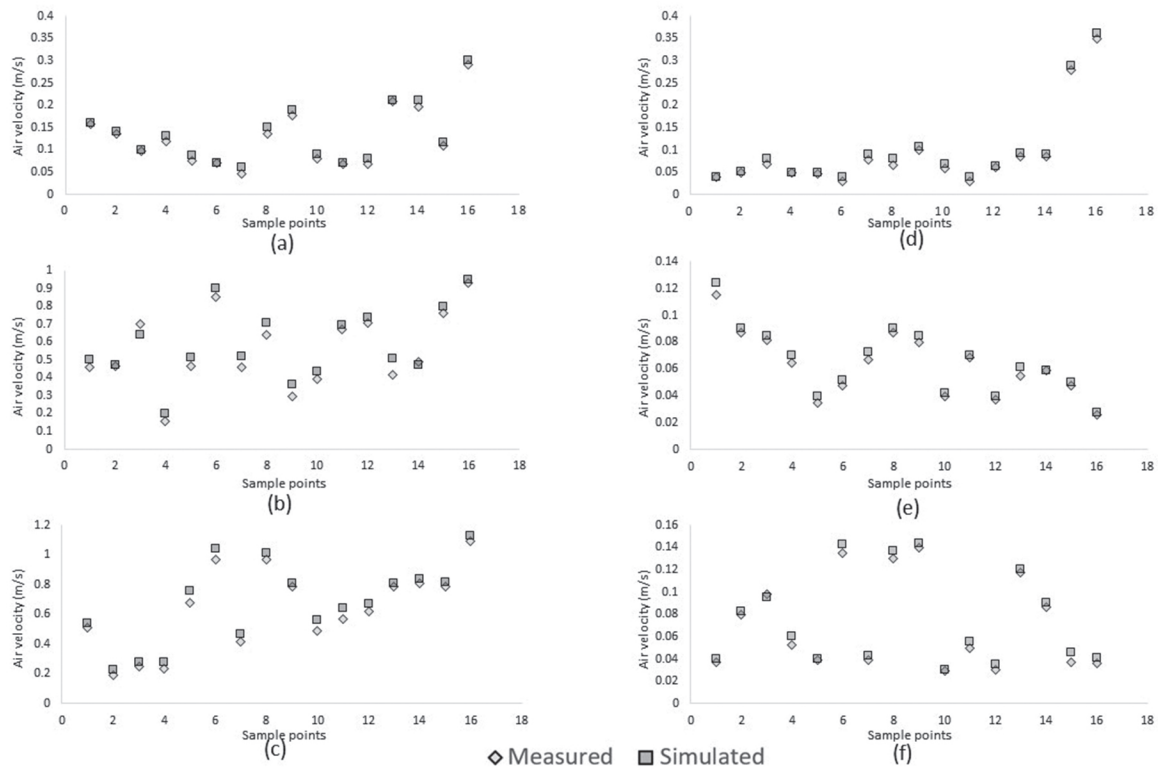 0.4
0.35
0.3
0.25
0.2
0.15
0.1
0.05
0
Air velocity (m/s)
0 2 4 6 8 10 12 14 16 18
Sample points
(a)
1
0.9
0.8
0.7
0.6
0.5
0.4
0.3
0.2
0.1
0
Air velocity (m/s)
0 2 4 6 8 10 12 14 16 18
Sample points
(b)
1.2
1
0.8
0.6
0.4
0.2
0
Air velocity (m/s)
0 2 4 6 8 10 12 14 16 18
Sample points
(c)
0.4
0.35
0.3
0.25
0.2
0.15
0.1
0.05
0
Air velocity (m/s)
0 2 4 6 8 10 12 14 16 18
Sample points
(d)
0.14
0.12
0.1
0.08
0.06
0.04
0.02
0
Air velocity (m/s)
0 2 4 6 8 10 12 14 16 18
Sample points
(e)
0.16
0.14
0.12
0.1
0.08
0.06
0.04
0.02
0
Air velocity (m/s)
0 2 4 6 8 10 12 14 16 18
Sample points
(f)
Measured Simulated